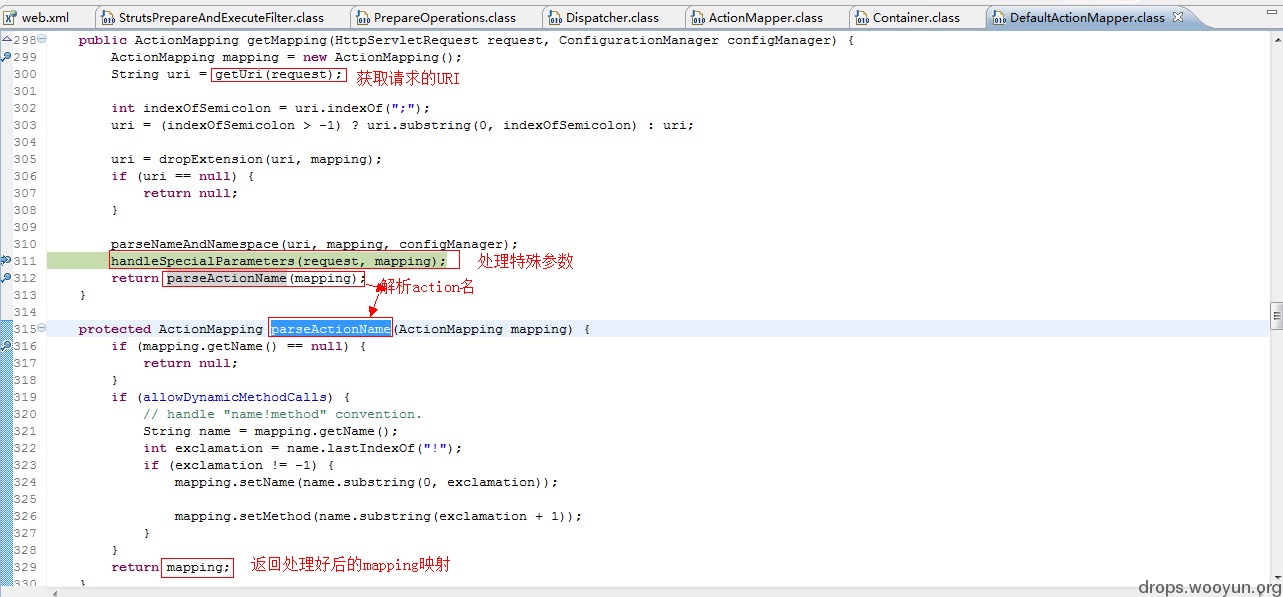 web.xml StrutsPrepareAndExecuteFilter.class PrepareOperations.class Dispatcher.class ActionMapper.class Container.class DefaultActionMapper.class
298 public ActionMapping getMapping(HttpServletRequest request, ConfigurationManager configManager) {
299 ActionMapping mapping = new ActionMapping();
300 String uri = getUri(request); 获取请求的URI
301
302 int indexOfSemicolon = uri.indexOf(";");
303 uri = (indexOfSemicolon > -1) ? uri.substring(0, indexOfSemicolon) : uri;
304
305 uri = dropExtension(uri, mapping);
306 if (uri == null) {
307 return null;
308 }
309
310 parseNameAndNamespace(uri, mapping, configManager);
311 handleSpecialParameters(request, mapping); 处理特殊参数
312 return parseActionName(mapping); 解析action名
313 }
314
315 protected ActionMapping parseActionName(ActionMapping mapping) {
316 if (mapping.getName() == null) {
317 return null;
318 }
319 if (allowDynamicMethodCalls) {
320 // handle "name!method" convention.
321 String name = mapping.getName();
322 int exclamation = name.lastIndexOf("!");
323 if (exclamation != -1) {
324 mapping.setName(name.substring(0, exclamation));
325
326 mapping.setMethod(name.substring(exclamation + 1));
327 }
328 }
329 return mapping; 返回处理好后的mapping映射
330 }
drops.wooyun.org